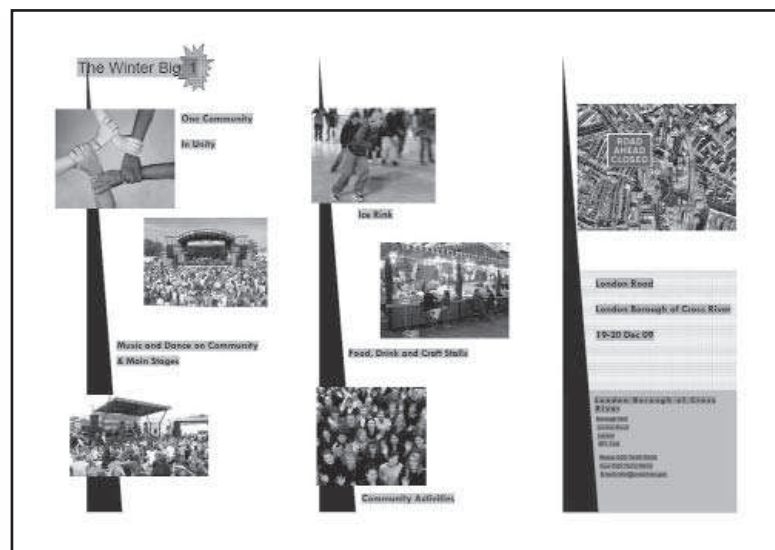 The Winter Big 1
One Community
In Unity
Music and Dance on Community
& Main Stages
Ice Rink
Food, Drink and Craft Stalls
Community Activities
ROAD
AHEAD
CLOSED
London Road
London Borough of Cross River
19-20 Dec 09
London Borough of Cross
River
London